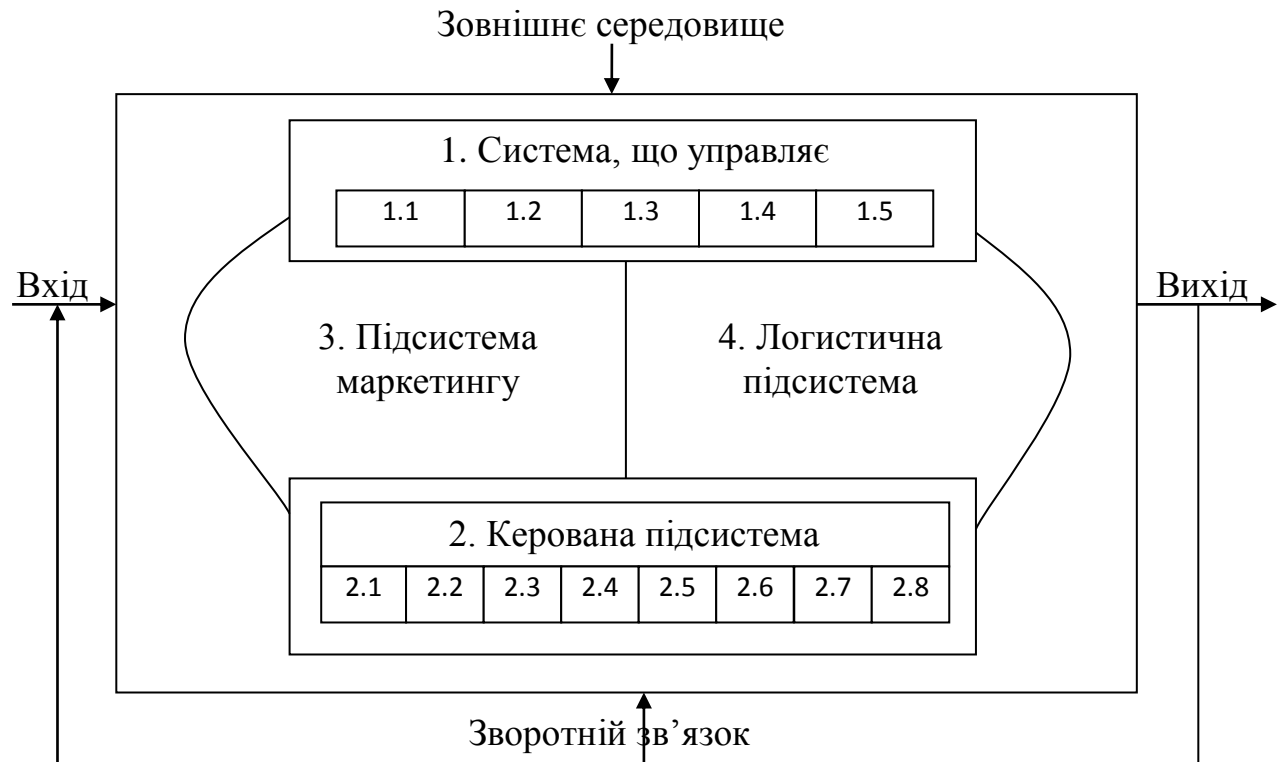 Зовнішнє середовище
1. Система, що управляє
1.1 1.2 1.3 1.4 1.5
Вхід
Вихід
3. Підсистема
маркетингу
4. Логистична
підсистема
2. Керована підсистема
2.1 2.2 2.3 2.4 2.5 2.6 2.7 2.8
Зворотній зв’язок